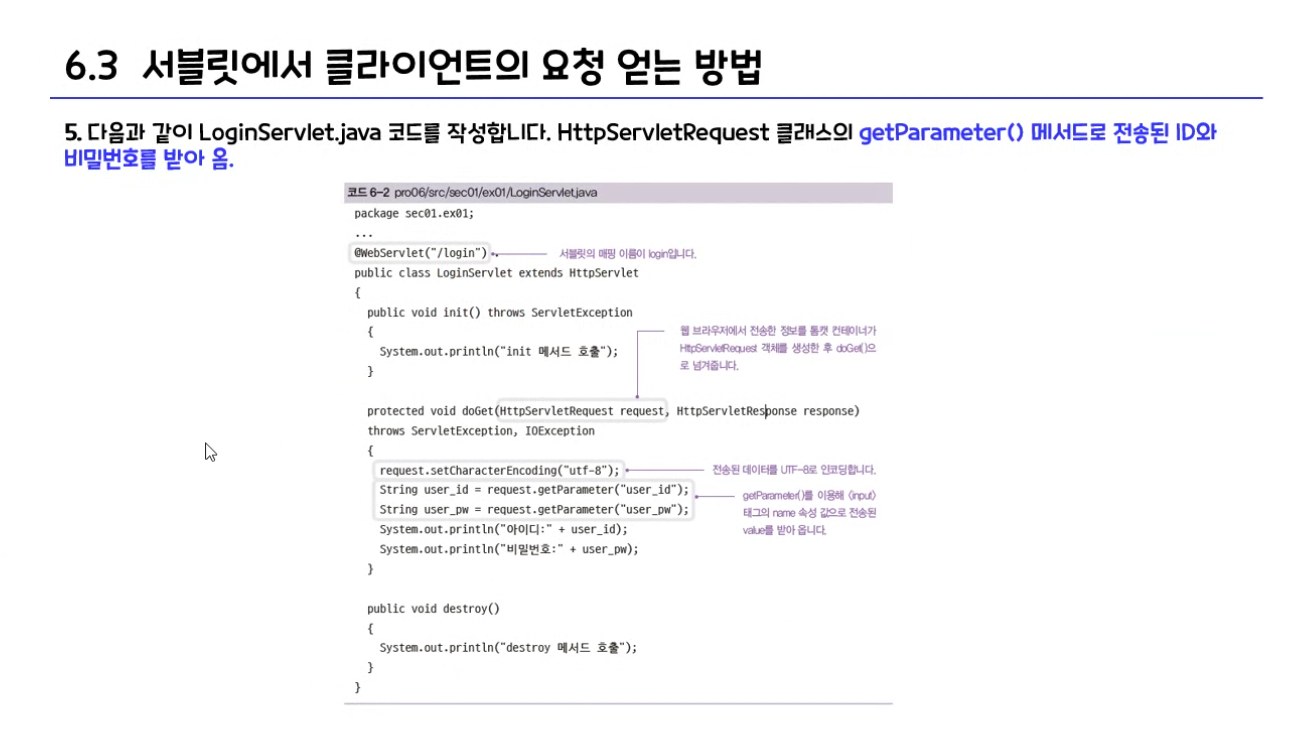 6.3 서블릿에서 클라이언트의 요청 얻는 방법
5. 다음과 같이 LoginServlet.java 코드를 작성합니다. HttpServletRequest 클래스의 getParameter() 메서드로 전송된 ID와
비밀번호를 받아 옴.
코드 6-2 pro06/src/sec01/ex01/LoginServlet.java
package sec01.ex01;
...
@WebServlet("/login")
서블릿의 매핑 이름이 login입니다.
public class LoginServlet extends HttpServlet
{
public void init() throws ServletException
{
System.out.println("init 메서드 호출");
}
웹 브라우저에서 전송한 정보를 톰캣 컨테이너가
HttpServletRequest 객체를 생성한 후 doGet()으
로 넘겨줍니다.
protected void doGet(HttpServletRequest request, HttpServletResponse response)
throws ServletException, IOException
{
request.setCharacterEncoding("utf-8");
전송된 데이터를 UTF-8로 인코딩합니다.
String user_id = request.getParameter("user_id");
String user_pw = request.getParameter("user_pw");
getParameter()를 이용해 <input>
태그의 name 속성 값으로 전송된
value를 받아 옵니다.
System.out.println("아이디:" + user_id);
System.out.println("비밀번호:" + user_pw);
}
public void destroy()
{
System.out.println("destroy 메서드 호출");
}
}